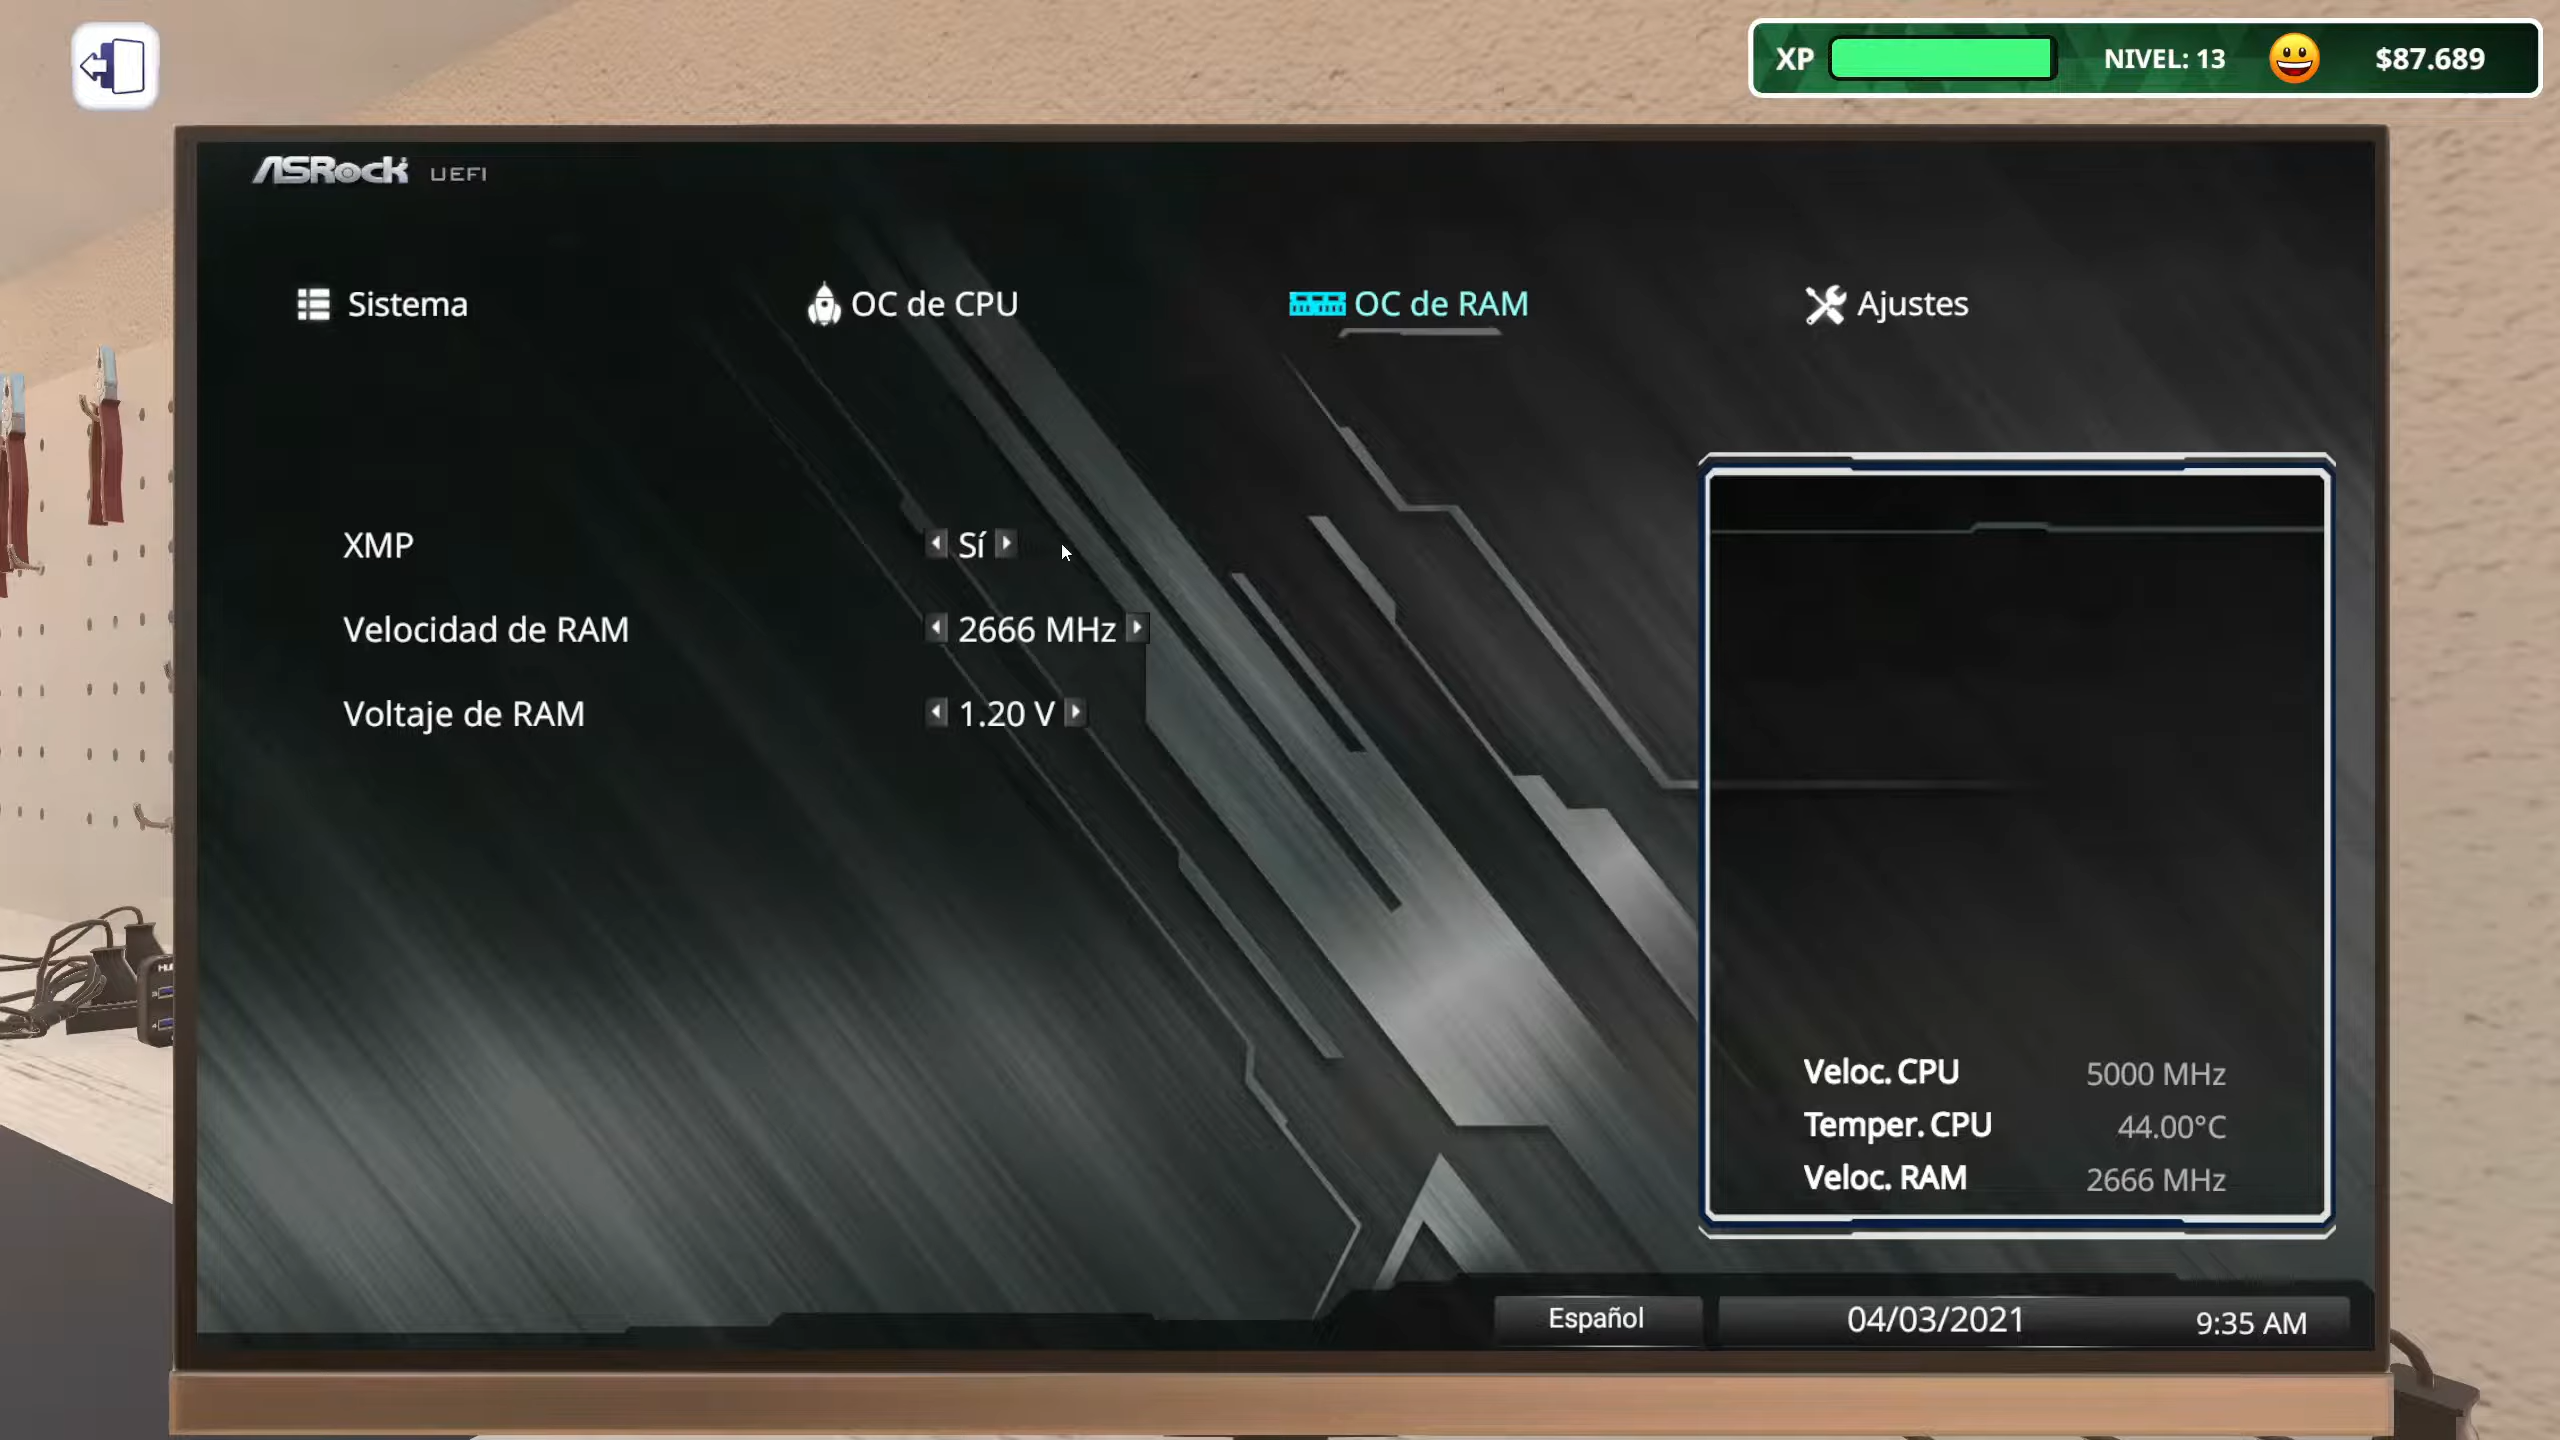 XP NIVEL: 13 $87.689
ASRock UEFI
Sistema OC de CPU OC de RAM Ajustes
XMP Sí
Velocidad de RAM 2666 MHz
Voltaje de RAM 1.20 V
Veloc. CPU 5000 MHz
Temper. CPU 44.00°C
Veloc. RAM 2666 MHz
Español 04/03/2021 9:35 AM